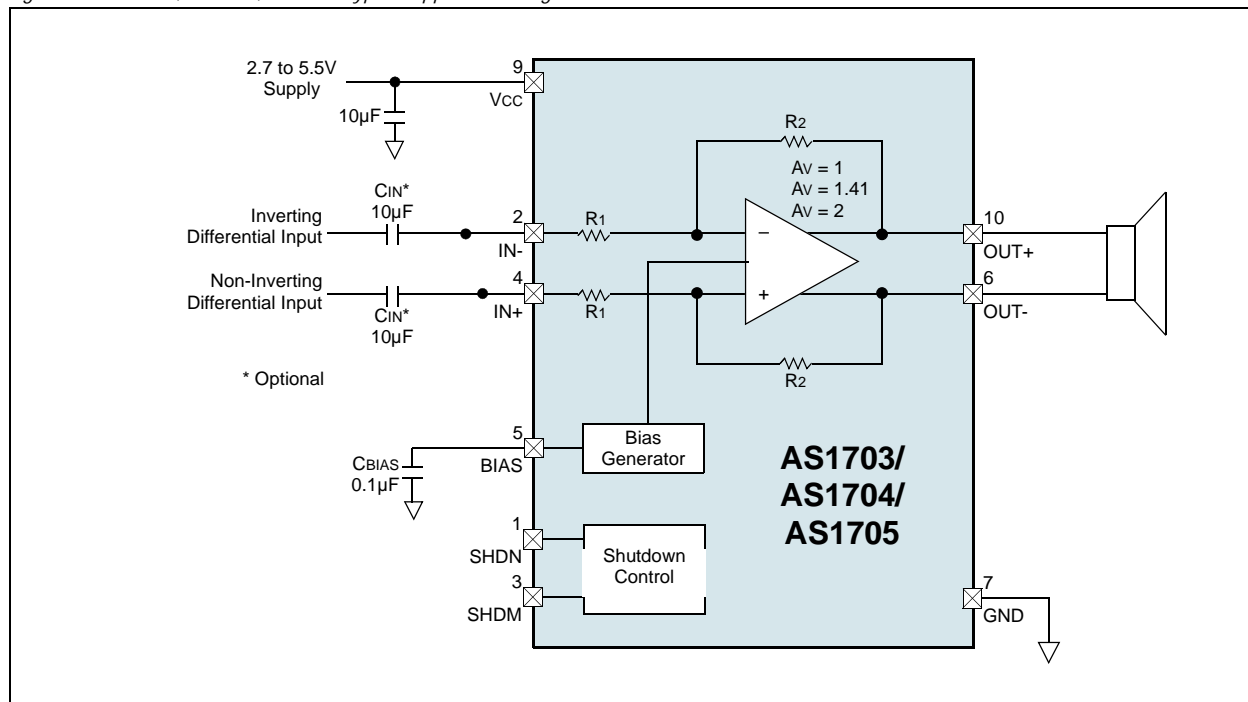 2.7 to 5.5V
Supply
10µF
9
VCC
R2
AV = 1
AV = 1.41
AV = 2
CIN*
10µF
Inverting
Differential Input
2
IN-
R1
−
10
OUT+
Non-Inverting
Differential Input
4
IN+
R1
+
6
OUT-
CIN*
10µF
R2
* Optional
5
BIAS
Bias
Generator
CBIAS
0.1µF
AS1703/
AS1704/
AS1705
1
SHDN
Shutdown
Control
3
SHDM
7
GND